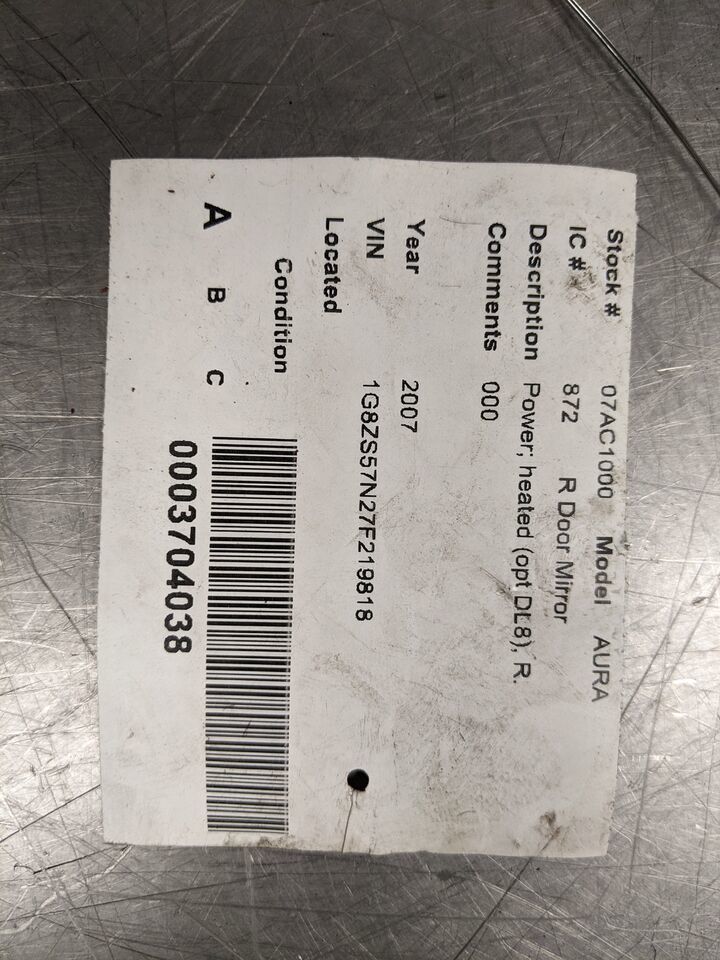 Stock # 07AC1000 Model AURA
IC # 872 R Door Mirror
Description Power; heated (opt DL8), R.
Comments 000
Year 2007
VIN 1G8ZS57N27F219818
Located
Condition
A B C
0003704038